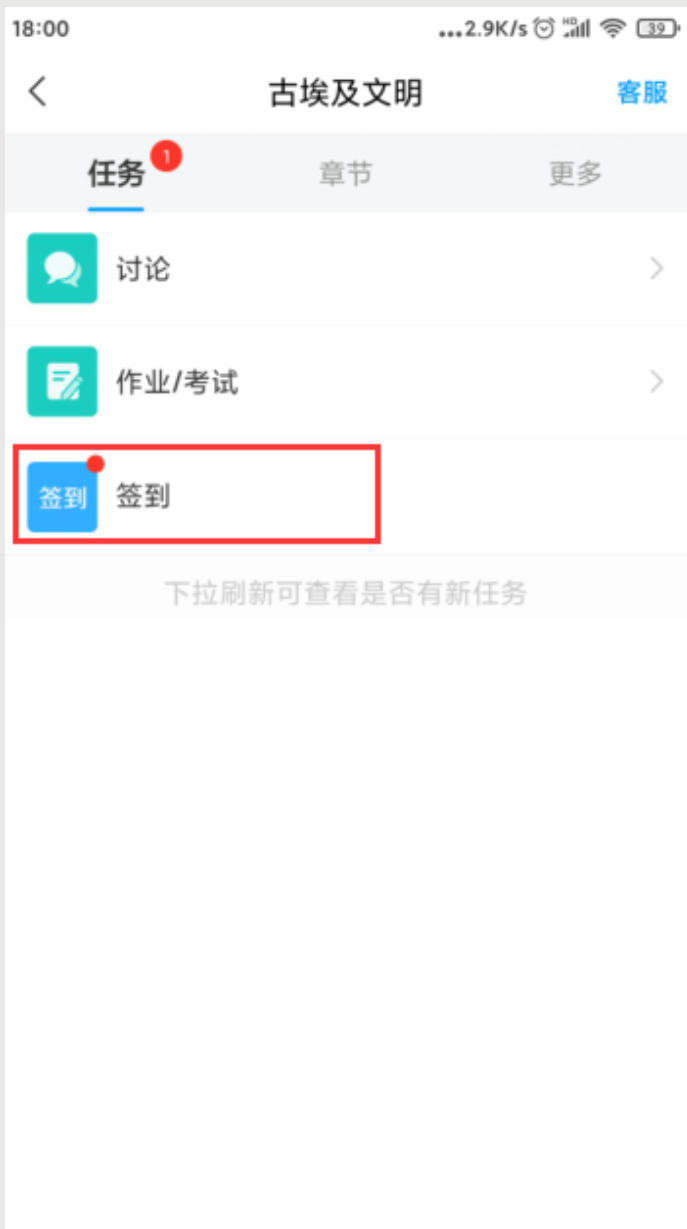 18:00 ...2.9K/s HD 39
古埃及文明 客服
任务 1 章节 更多
讨论
作业/考试
签到 签到
下拉刷新可查看是否有新任务